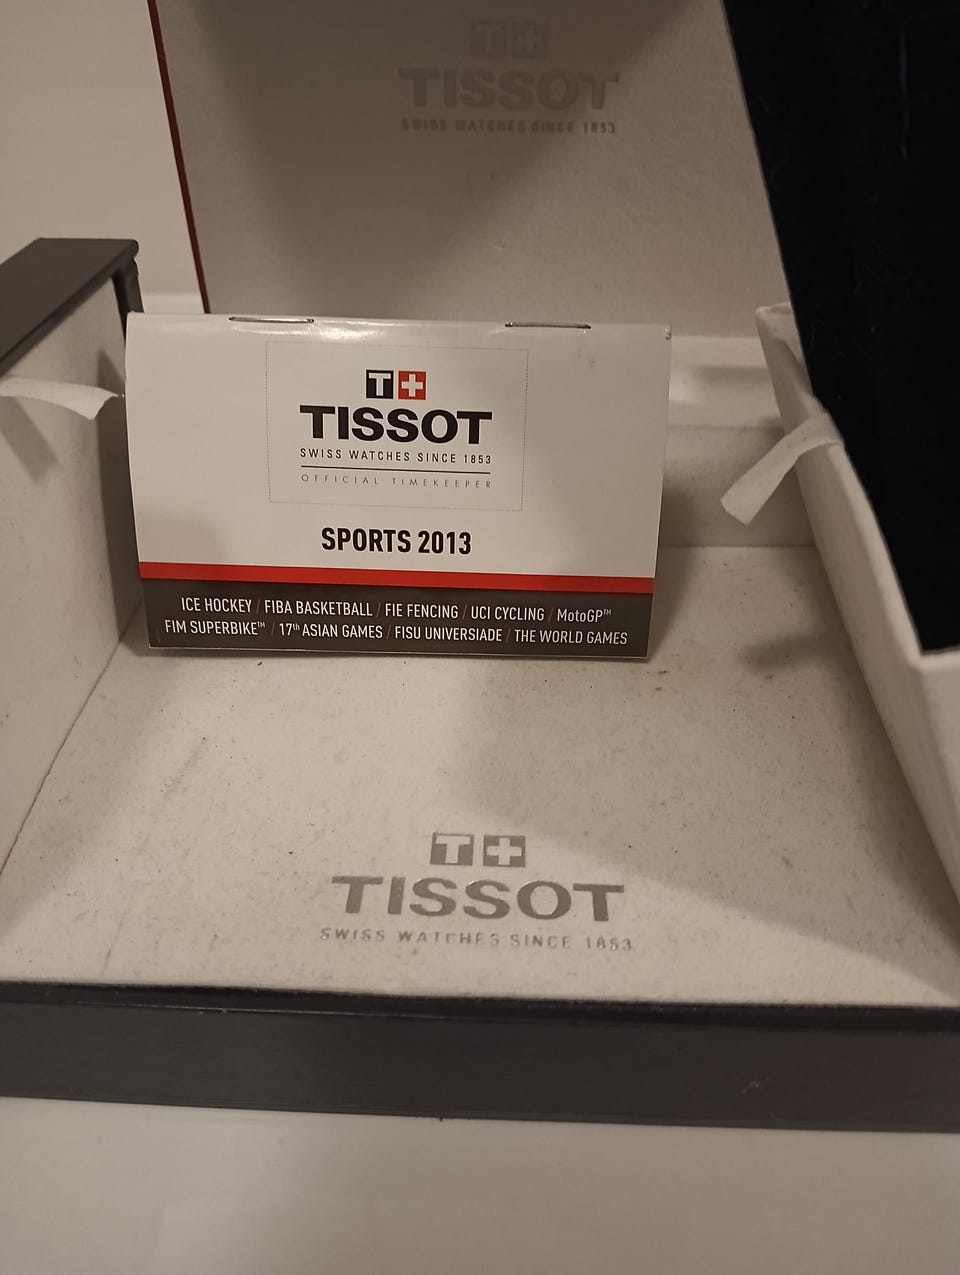 T+
TISSOT
SWISS WATCHES SINCE 1853
T+
TISSOT
SWISS WATCHES SINCE 1853
OFFICIAL TIMEKEEPER
SPORTS 2013
ICE HOCKEY / FIBA BASKETBALL / FIE FENCING / UCI CYCLING / MotoGP™
FIM SUPERBIKE™ / 17th ASIAN GAMES / FISU UNIVERSIADE / THE WORLD GAMES
T+
TISSOT
SWISS WATCHES SINCE 1853